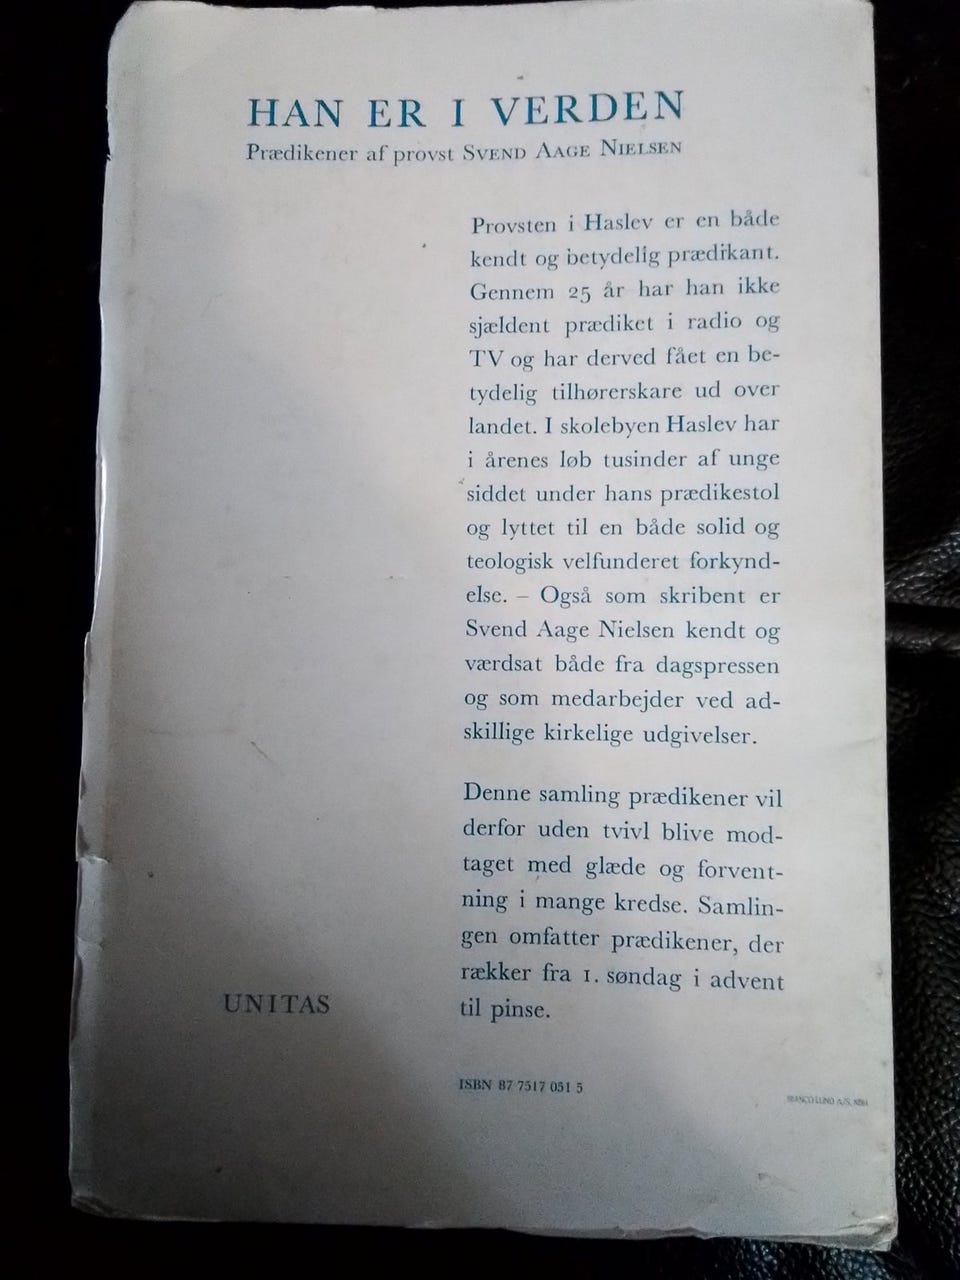 HAN ER I VERDEN
Prædikener af provst SVEND AAGE NIELSEN
Provsten i Haslev er en både
kendt og betydelig prædikant.
Gennem 25 år har han ikke
sjældent prædiket i radio og
TV og har derved fået en be-
tydelig tilhørerskare ud over
landet. I skolebyen Haslev har
i årenes løb tusinder af unge
siddet under hans prædikestol
og lyttet til en både solid og
teologisk velfunderet forkynd-
else. – Også som skribent er
Svend Aage Nielsen kendt og
værdsat både fra dagspressen
og som medarbejder ved ad-
skillige kirkelige udgivelser.
Denne samling prædikener vil
derfor uden tvivl blive mod-
taget med glæde og forvent-
ning i mange kredse. Samlin-
gen omfatter prædikener, der
rækker fra 1. søndag i advent
til pinse.
UNITAS
ISBN 87 7517 051 5
LUNO A/S,